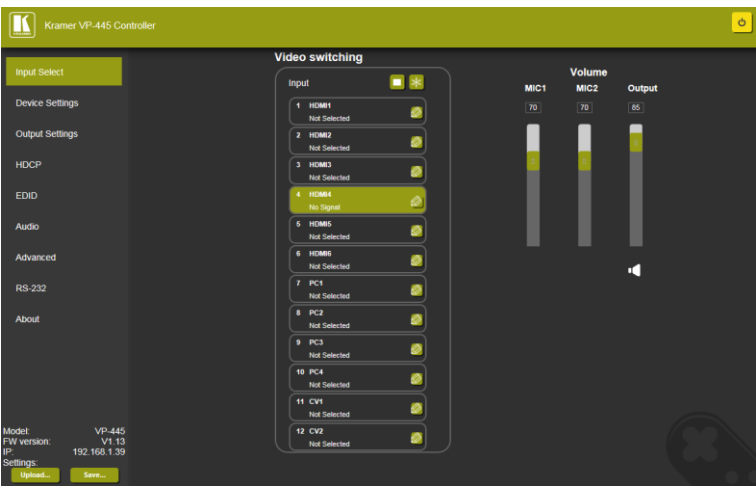 Kramer VP-445 Controller
Input Select
Device Settings
Output Settings
HDCP
EDID
Audio
Advanced
RS-232
About
Model: VP-445
FW version: V1.13
IP: 192.168.1.39
Settings:
Upload... Save...
Video switching
Input
1 HDMI1
Not Selected
2 HDMI2
Not Selected
3 HDMI3
Not Selected
4 HDMI4
No Signal
5 HDMI5
Not Selected
6 HDMI6
Not Selected
7 PC1
Not Selected
8 PC2
Not Selected
9 PC3
Not Selected
10 PC4
Not Selected
11 CV1
Not Selected
12 CV2
Not Selected
Volume
MIC1 MIC2 Output
70 70 85